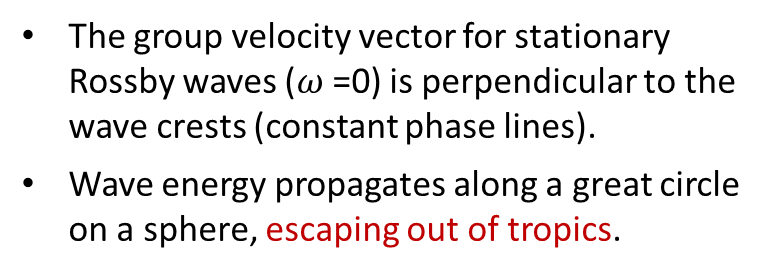 • The group velocity vector for stationary
Rossby waves (ω =0) is perpendicular to the
wave crests (constant phase lines).
• Wave energy propagates along a great circle
on a sphere, escaping out of tropics.